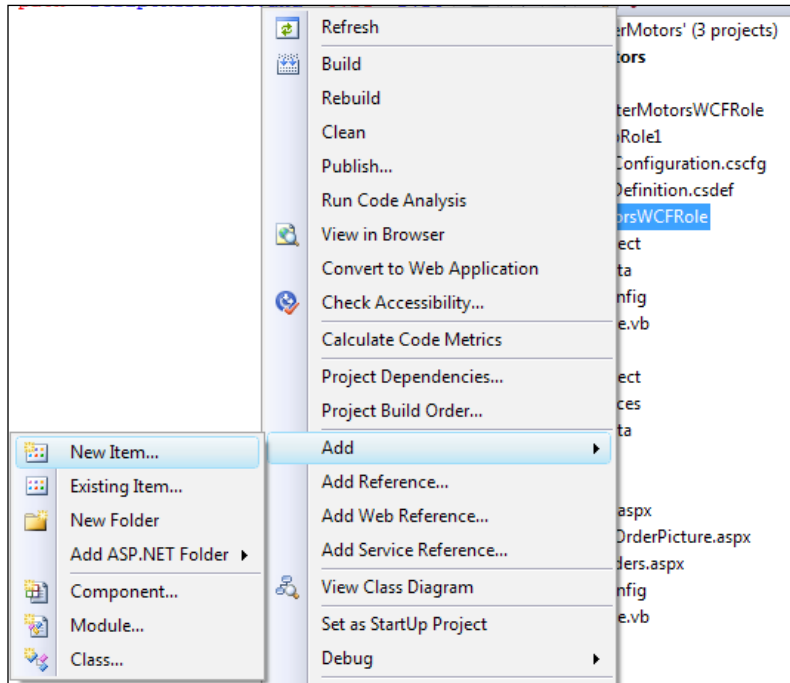 Refresh
Build
Rebuild
Clean
Publish...
Run Code Analysis
View in Browser
Convert to Web Application
Check Accessibility...
Calculate Code Metrics
Project Dependencies...
Project Build Order...
Add
Add Reference...
Add Web Reference...
Add Service Reference...
View Class Diagram
Set as StartUp Project
Debug
New Item...
Existing Item...
New Folder
Add ASP.NET Folder
Component...
Module...
Class...
erMotors' (3 projects)
tors
terMotorsWCFRole
Role1
Configuration.cscfg
Definition.csdef
orsWCFRole
ect
ta
nfig
e.vb
ect
ces
ta
aspx
OrderPicture.aspx
ders.aspx
nfig
e.vb